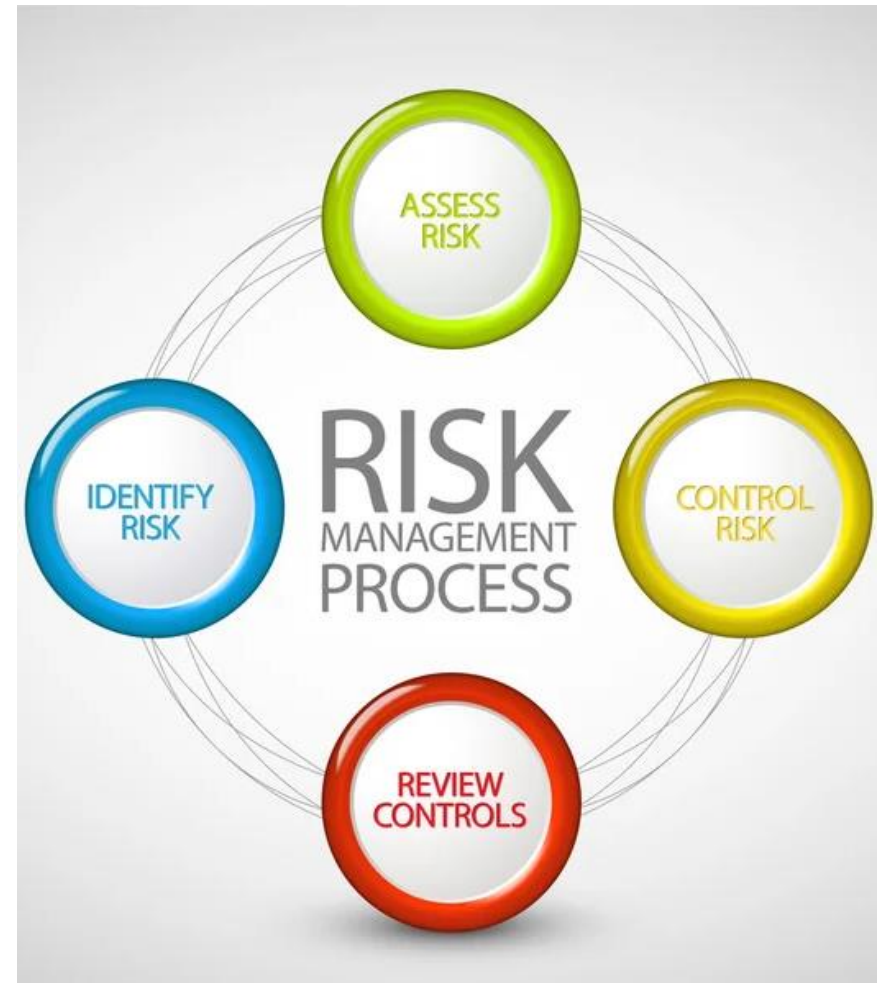 ASSESS
RISK
IDENTIFY
RISK
RISK
MANAGEMENT
PROCESS
CONTROL
RISK
REVIEW
CONTROLS